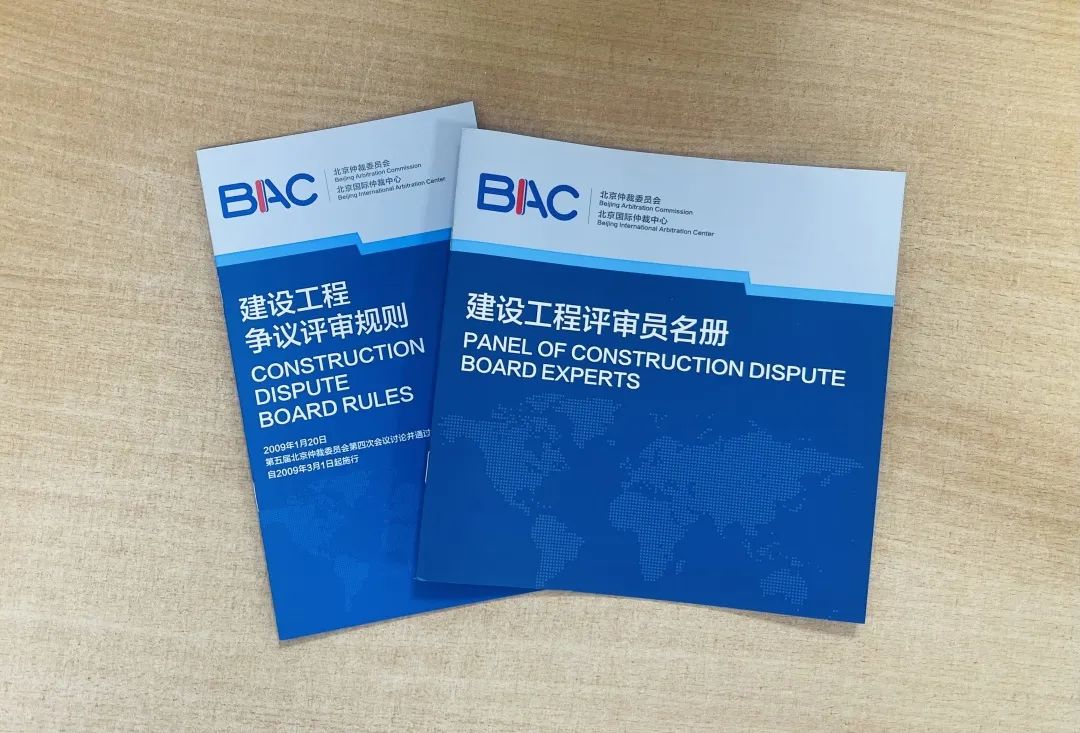 BIAC
北京仲裁委员会
Beijing Arbitration Commission
北京国际仲裁中心
Beijing International Arbitration Center
建设工程
争议评审规则
CONSTRUCTION
DISPUTE
BOARD RULES
2009年1月20日
第五届北京仲裁委员会第四次会议讨论并通过
自2009年3月1日起施行
BIAC
北京仲裁委员会
Beijing Arbitration Commission
北京国际仲裁中心
Beijing International Arbitration Center
建设工程评审员名册
PANEL OF CONSTRUCTION DISPUTE
BOARD EXPERTS